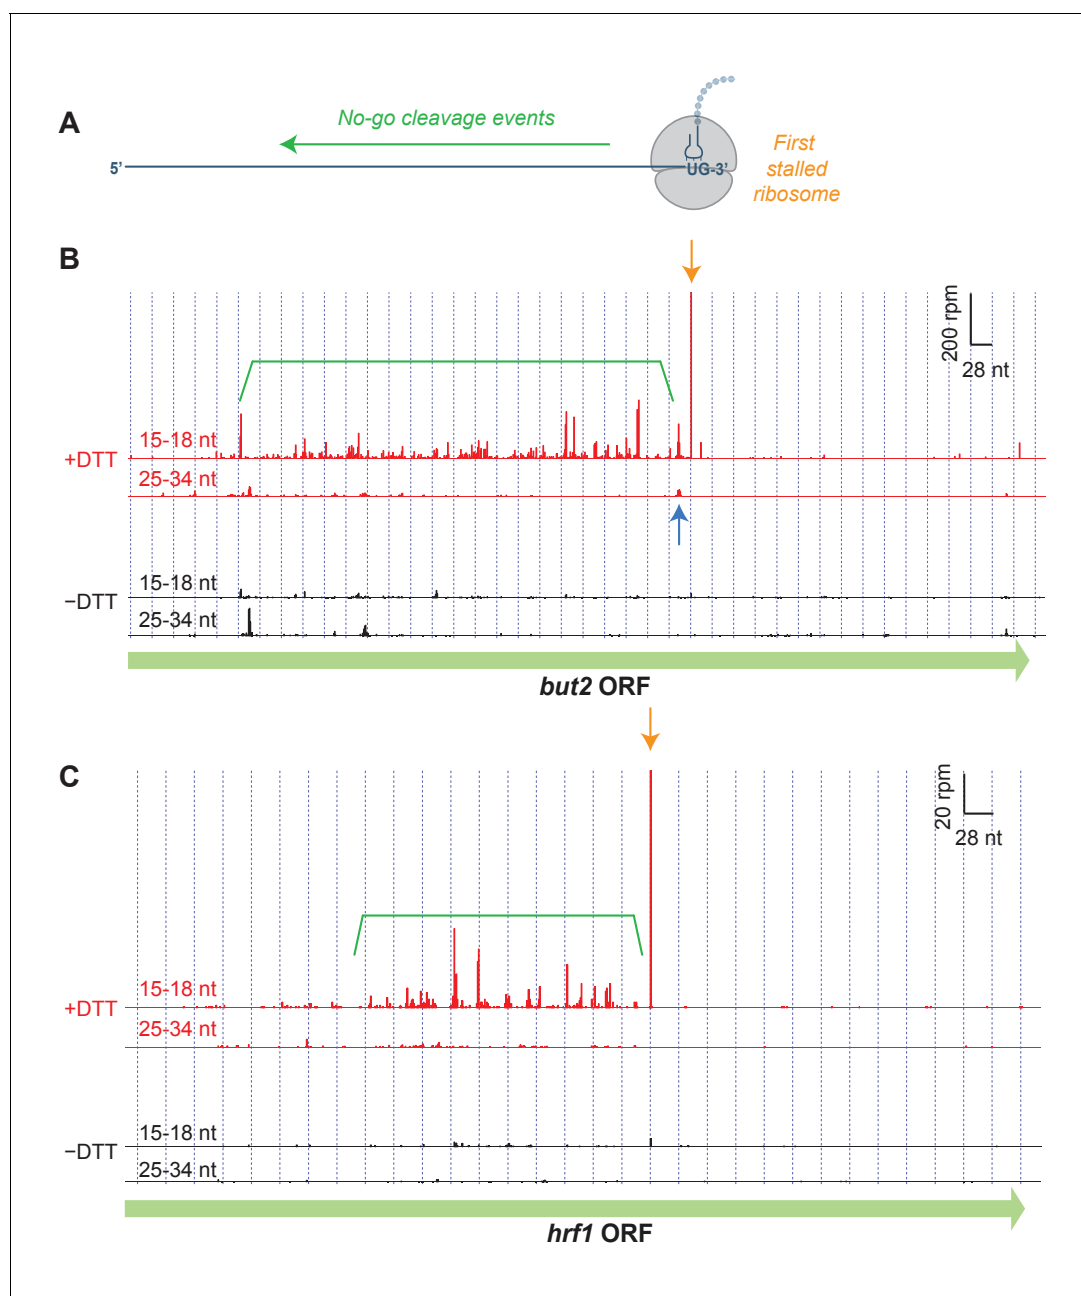 A
No-go cleavage events
First
stalled
ribosome
5’
UG-3’
B
200 rpm
28 nt
15-18 nt
+DTT
25-34 nt
15-18 nt
−DTT
25-34 nt
but2 ORF
C
20 rpm
28 nt
15-18 nt
+DTT
25-34 nt
15-18 nt
−DTT
25-34 nt
hrf1 ORF